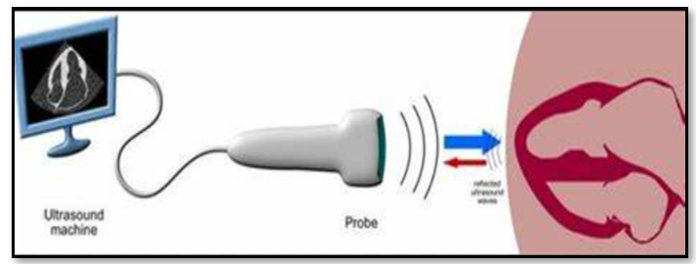 Ultrasound
machine
Probe
reflected
ultrasound
waves